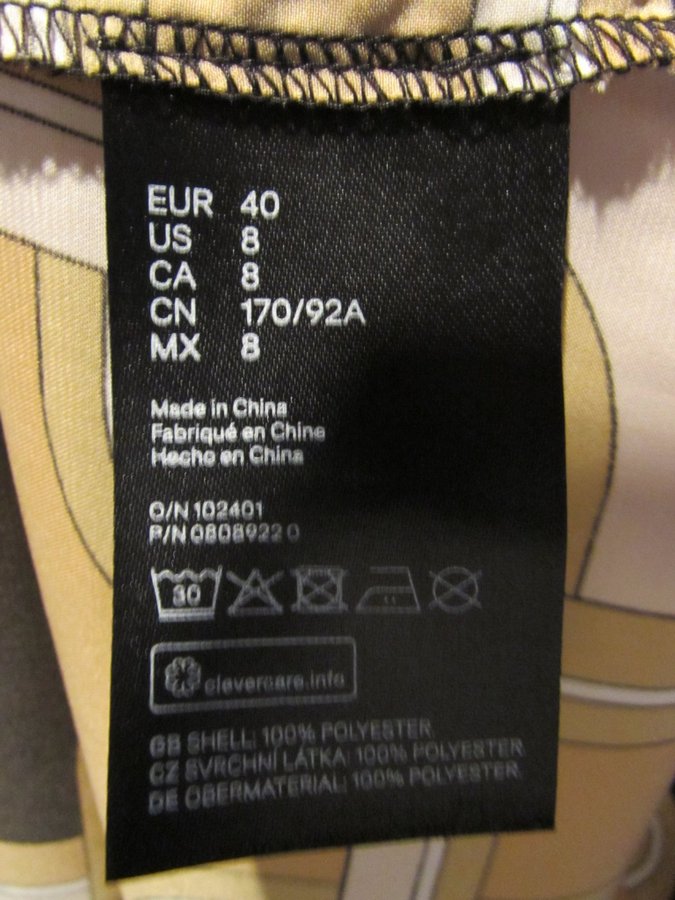 EUR 40
US 8
CA 8
CN 170/92A
MX 8
Made in China
Fabriqué en Chine
Hecho en China
O/N 102401
P/N 0808922 0
30
clevercare.info
GB SHELL: 100% POLYESTER
CZ SVRCHNÍ LÁTKA: 100% POLYESTER
DE OBERMATERIAL: 100% POLYESTER